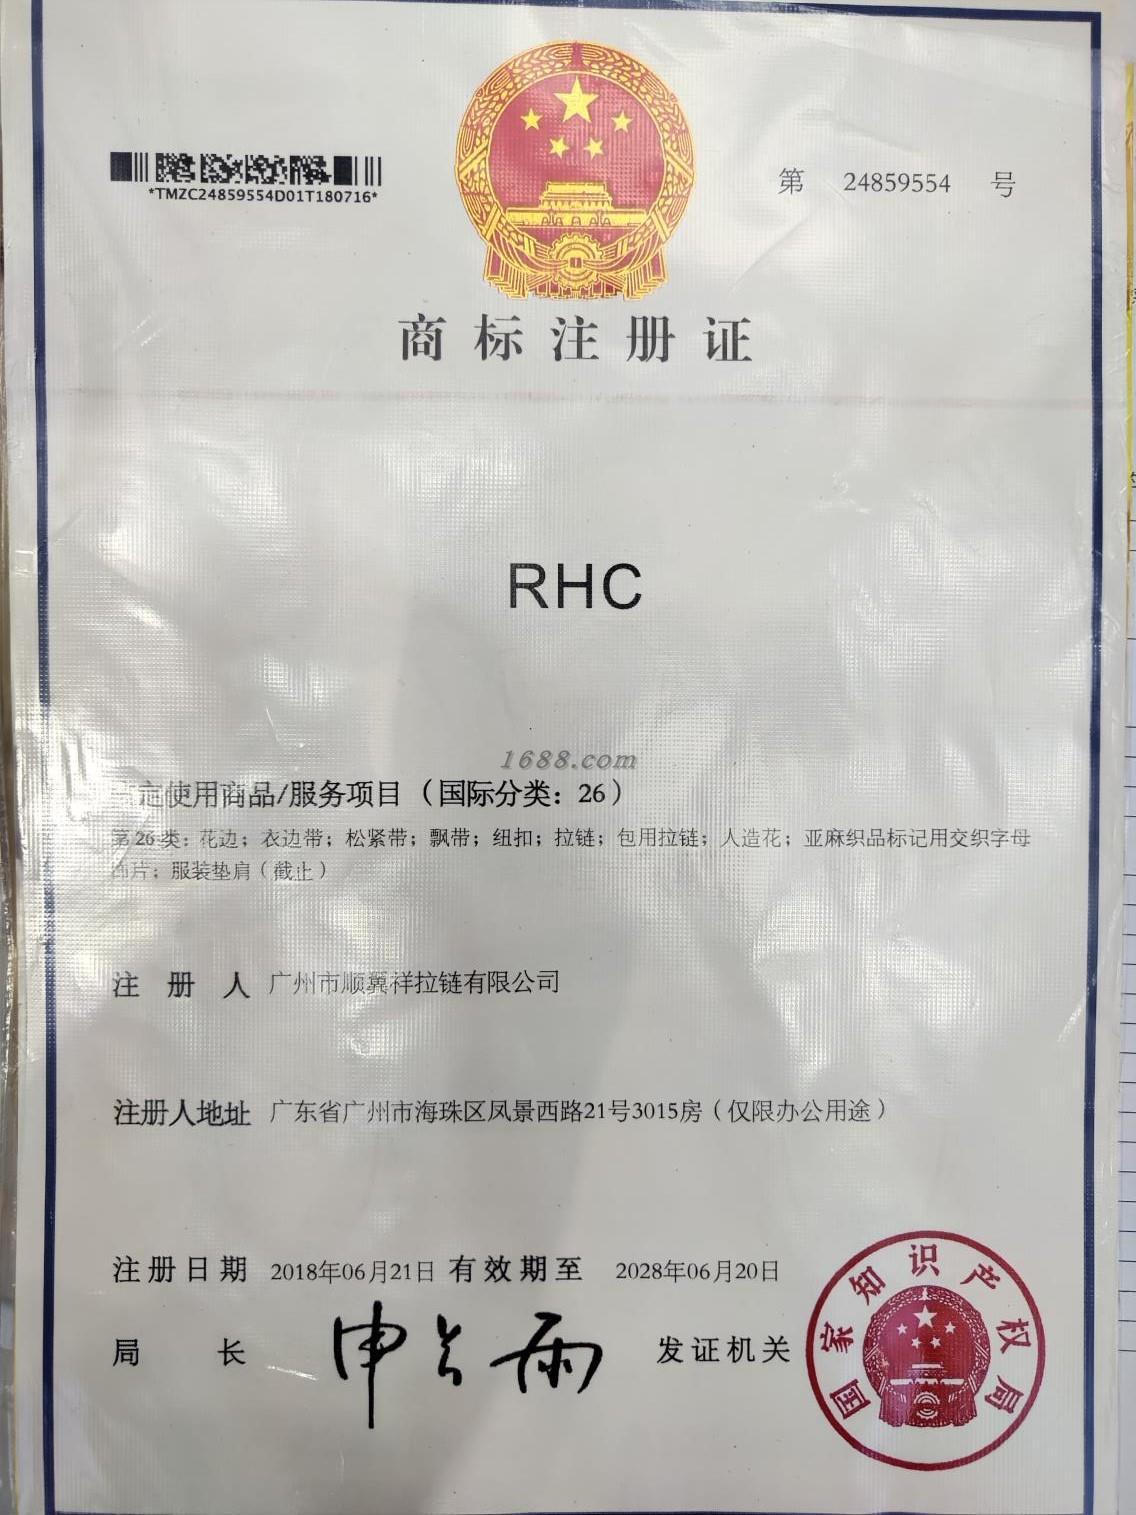 *TMZC24859554D01T180716*
第 24859554 号
商标注册证
RHC
1688.com
定使用商品/服务项目（国际分类：26）
第26类：花边；衣边带；松紧带；飘带；纽扣；拉链；包用拉链；人造花；亚麻织品标记用交织字母
饰片；服装垫肩（截止）
注册人 广州市顺翼祥拉链有限公司
注册人地址 广东省广州市海珠区凤景西路21号3015房（仅限办公用途）
注册日期 2018年06月21日 有效期至 2028年06月20日
局长 申长雨 发证机关
国家知识产权局